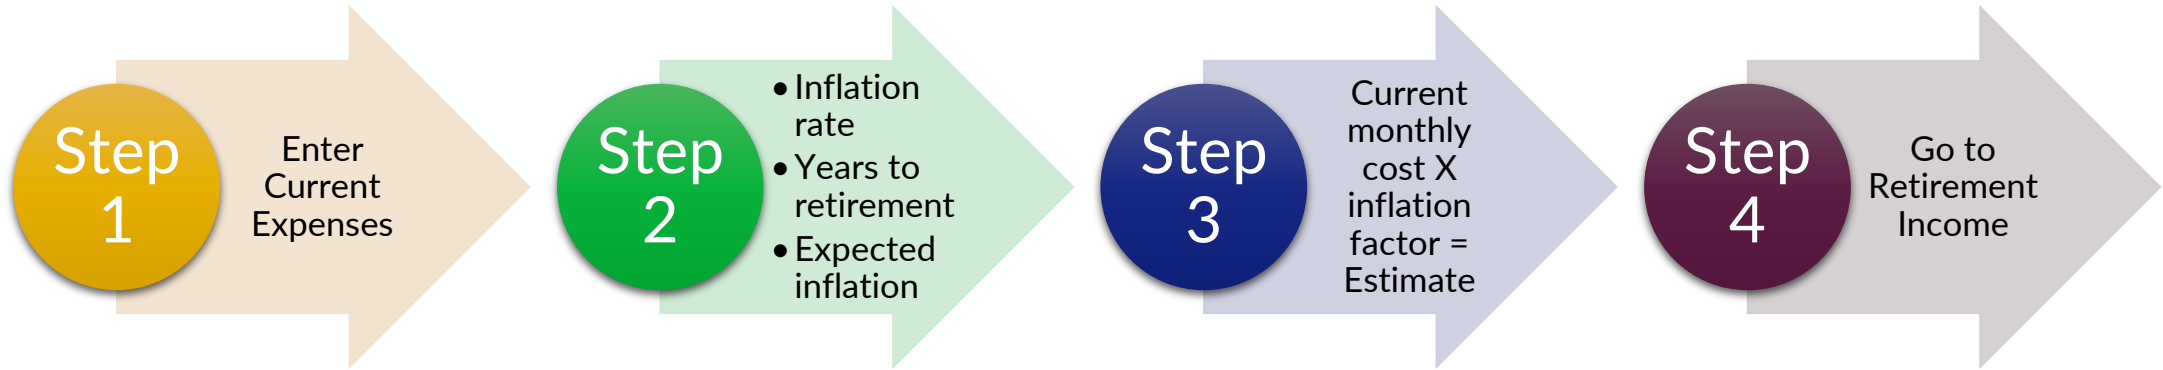 Step
1
Enter
Current
Expenses
Step
2
• Inflation
rate
• Years to
retirement
• Expected
inflation
Step
3
Current
monthly
cost X
inflation
factor =
Estimate
Step
4
Go to
Retirement
Income